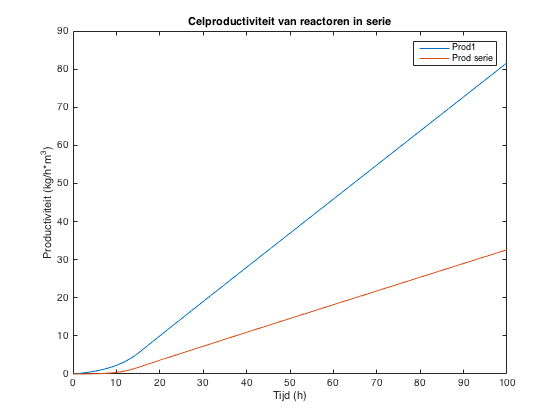 Celproductiviteit van reactoren in serie
Prod1
Prod serie
Productiviteit (kg/h*m³)
90
80
70
60
50
40
30
20
10
0
0 10 20 30 40 50 60 70 80 90 100
Tijd (h)